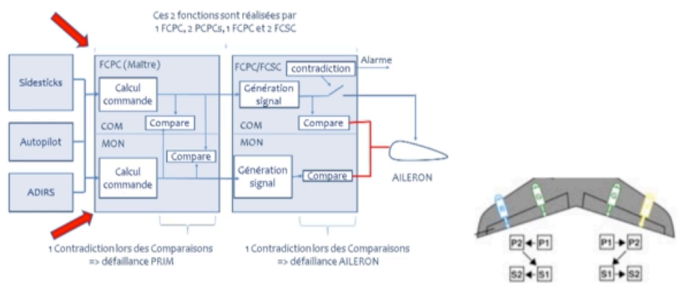 Ces 2 fonctions sont réalisées par
1 FCPC, 2 PCPCs, 1 FCPC et 2 FCSC
FCPC (Maître)
FCPC/FCSC
contradiction
Alarme
Sidesticks
Calcul
commande
Génération
signal
COM
Compare
COM
Compare
Autopilot
MON
MON
Compare
AILERON
ADIRS
Calcul
commande
Génération
signal
Compare
1 Contradiction lors des Comparaisons
=> défaillance PRIM
1 Contradiction lors des Comparaisons
=> défaillance AILERON
P2 P1
P1 P2
S2 S1
S1 S2